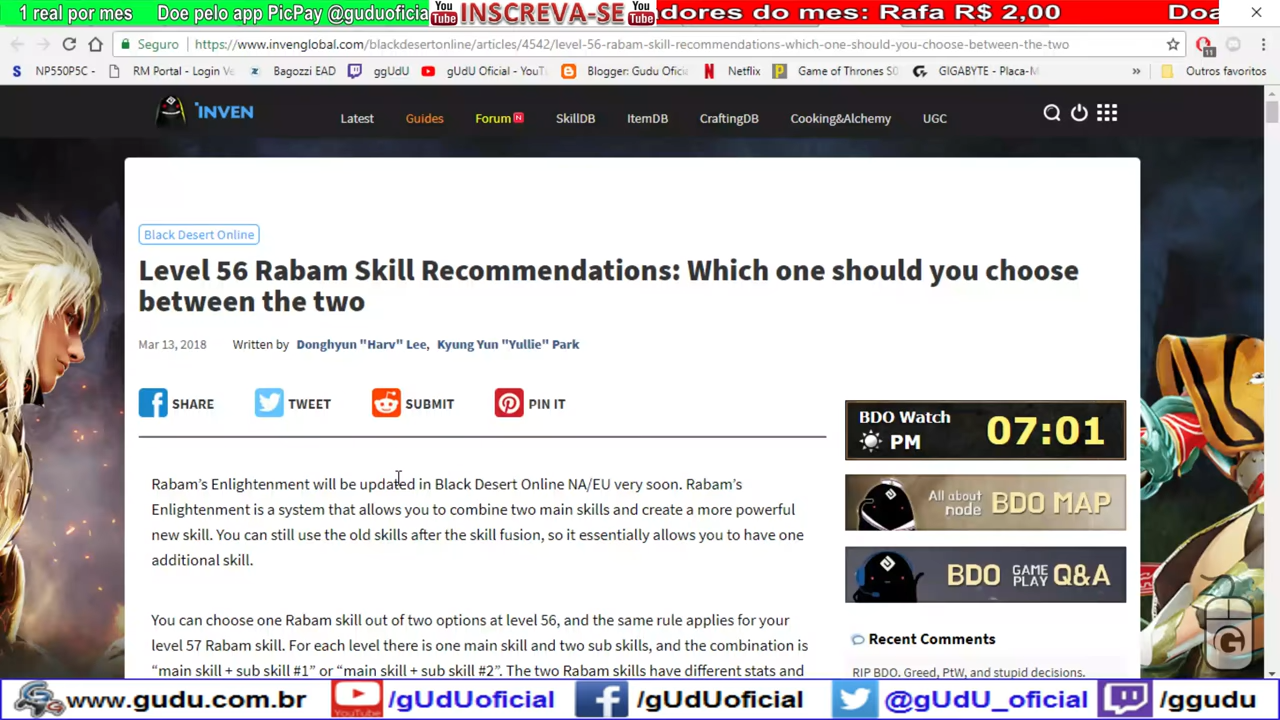 1 real por mes Doe pelo app PicPay @guduoficia You Tube INSCREVA-SE You Tube adores do mes: Rafa R$ 2,00 Doa
Seguro https://www.invenglobal.com/blackdesertonline/articles/4542/level-56-rabam-skill-recommendations-which-one-should-you-choose-between-the-two 11
NP550P5C - RM Portal - Login Ve Bagozzi EAD ggUdU gUdU Oficial - YouT Blogger: Gudu Oficia Netflix Game of Thrones S0 GIGABYTE - Placa-M » Outros favoritos
INVEN Latest Guides Forum N SkillDB ItemDB CraftingDB Cooking&Alchemy UGC
Black Desert Online
Level 56 Rabam Skill Recommendations: Which one should you choose
between the two
Mar 13, 2018 Written by Donghyun "Harv" Lee, Kyung Yun "Yullie" Park
SHARE TWEET SUBMIT PIN IT
BDO Watch
PM 07:01
Rabam's Enlightenment will be updated in Black Desert Online NA/EU very soon. Rabam's
Enlightenment is a system that allows you to combine two main skills and create a more powerful
new skill. You can still use the old skills after the skill fusion, so it essentially allows you to have one
additional skill.
All about node BDO MAP
BDO GAME PLAY Q&A
You can choose one Rabam skill out of two options at level 56, and the same rule applies for your
level 57 Rabam skill. For each level there is one main skill and two sub skills, and the combination is
"main skill + sub skill #1" or "main skill + sub skill #2". The two Rabam skills have different stats and
Recent Comments
RIP BDO. Greed, PtW, and stupid decisions.
G
www.gudu.com.br YouTube /gUdUoficial /gUdUoficial @gUdU_oficial /ggudu